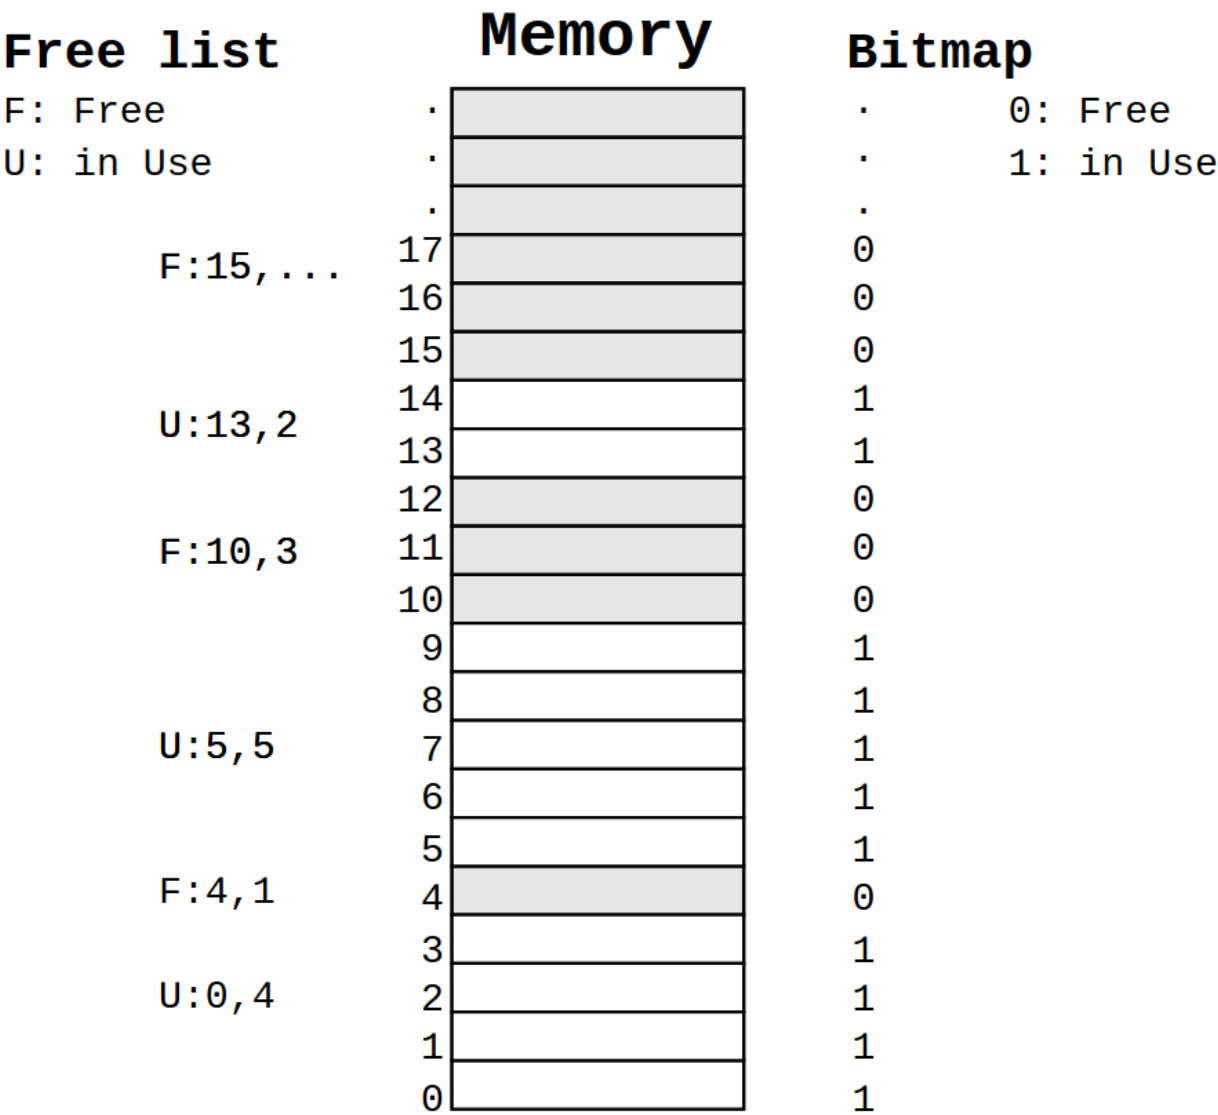 Memory
Free list
Bitmap
F: Free . . 0: Free
U: in Use . . 1: in Use
. .
17 0
F:15,...
16 0
15 0
14 1
U:13,2
13 1
12 0
F:10,3 11 0
10 0
9 1
8 1
U:5,5 7 1
6 1
5 1
F:4,1 4 0
3 1
U:0,4 2 1
1 1
0 1